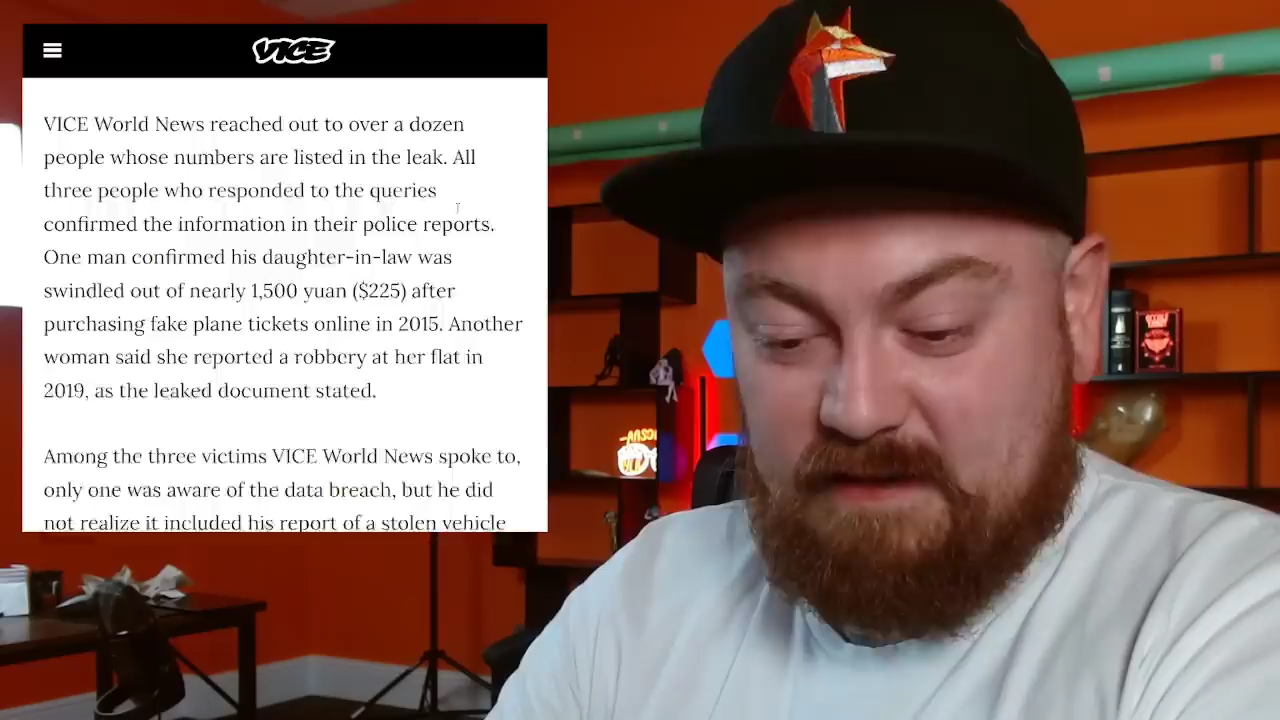 VICE
VICE World News reached out to over a dozen
people whose numbers are listed in the leak. All
three people who responded to the queries
confirmed the information in their police reports.
One man confirmed his daughter-in-law was
swindled out of nearly 1,500 yuan ($225) after
purchasing fake plane tickets online in 2015. Another
woman said she reported a robbery at her flat in
2019, as the leaked document stated.
Among the three victims VICE World News spoke to,
only one was aware of the data breach, but he did
not realize it included his report of a stolen vehicle